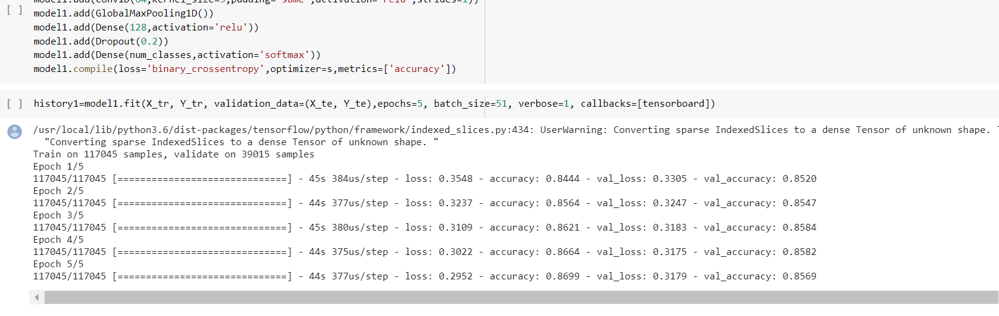 [ ] model1.add(Conv1D(64,kernel_size=3,padding='same',activation='relu',strides=1))
model1.add(GlobalMaxPooling1D())
model1.add(Dense(128,activation='relu'))
model1.add(Dropout(0.2))
model1.add(Dense(num_classes,activation='softmax'))
model1.compile(loss='binary_crossentropy',optimizer=s,metrics=['accuracy'])
[ ] history1=model1.fit(X_tr, Y_tr, validation_data=(X_te, Y_te),epochs=5, batch_size=51, verbose=1, callbacks=[tensorboard])
/usr/local/lib/python3.6/dist-packages/tensorflow/python/framework/indexed_slices.py:434: UserWarning: Converting sparse IndexedSlices to a dense Tensor of unknown shape.
"Converting sparse IndexedSlices to a dense Tensor of unknown shape. "
Train on 117045 samples, validate on 39015 samples
Epoch 1/5
117045/117045 [==============================] - 45s 384us/step - loss: 0.3548 - accuracy: 0.8444 - val_loss: 0.3305 - val_accuracy: 0.8520
Epoch 2/5
117045/117045 [==============================] - 44s 377us/step - loss: 0.3237 - accuracy: 0.8564 - val_loss: 0.3247 - val_accuracy: 0.8547
Epoch 3/5
117045/117045 [==============================] - 45s 380us/step - loss: 0.3109 - accuracy: 0.8621 - val_loss: 0.3183 - val_accuracy: 0.8584
Epoch 4/5
117045/117045 [==============================] - 44s 375us/step - loss: 0.3022 - accuracy: 0.8664 - val_loss: 0.3175 - val_accuracy: 0.8582
Epoch 5/5
117045/117045 [==============================] - 44s 377us/step - loss: 0.2952 - accuracy: 0.8699 - val_loss: 0.3179 - val_accuracy: 0.8569